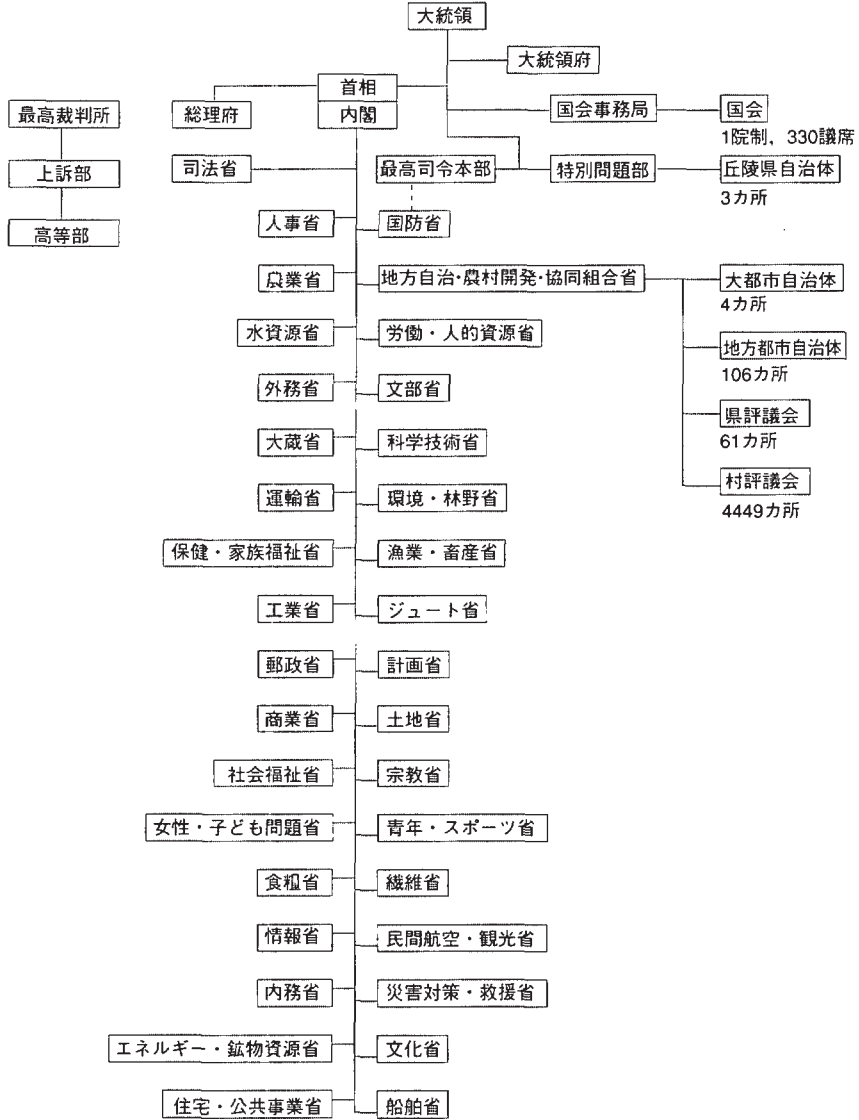 大統領
大統領府
首相
内閣
総理府
国会事務局
国会
1院制，330議席
最高裁判所
上訴部
高等部
司法省
最高司令本部
特別問題部
丘陵県自治体
3カ所
人事省
国防省
農業省
地方自治・農村開発・協同組合省
大都市自治体
4カ所
水資源省
労働・人的資源省
地方都市自治体
106カ所
外務省
文部省
県評議会
61カ所
大蔵省
科学技術省
村評議会
4449カ所
運輸省
環境・林野省
保健・家族福祉省
漁業・畜産省
工業省
ジュート省
郵政省
計画省
商業省
土地省
社会福祉省
宗教省
女性・子ども問題省
青年・スポーツ省
食糧省
繊維省
情報省
民間航空・観光省
内務省
災害対策・救援省
エネルギー・鉱物資源省
文化省
住宅・公共事業省
船舶省